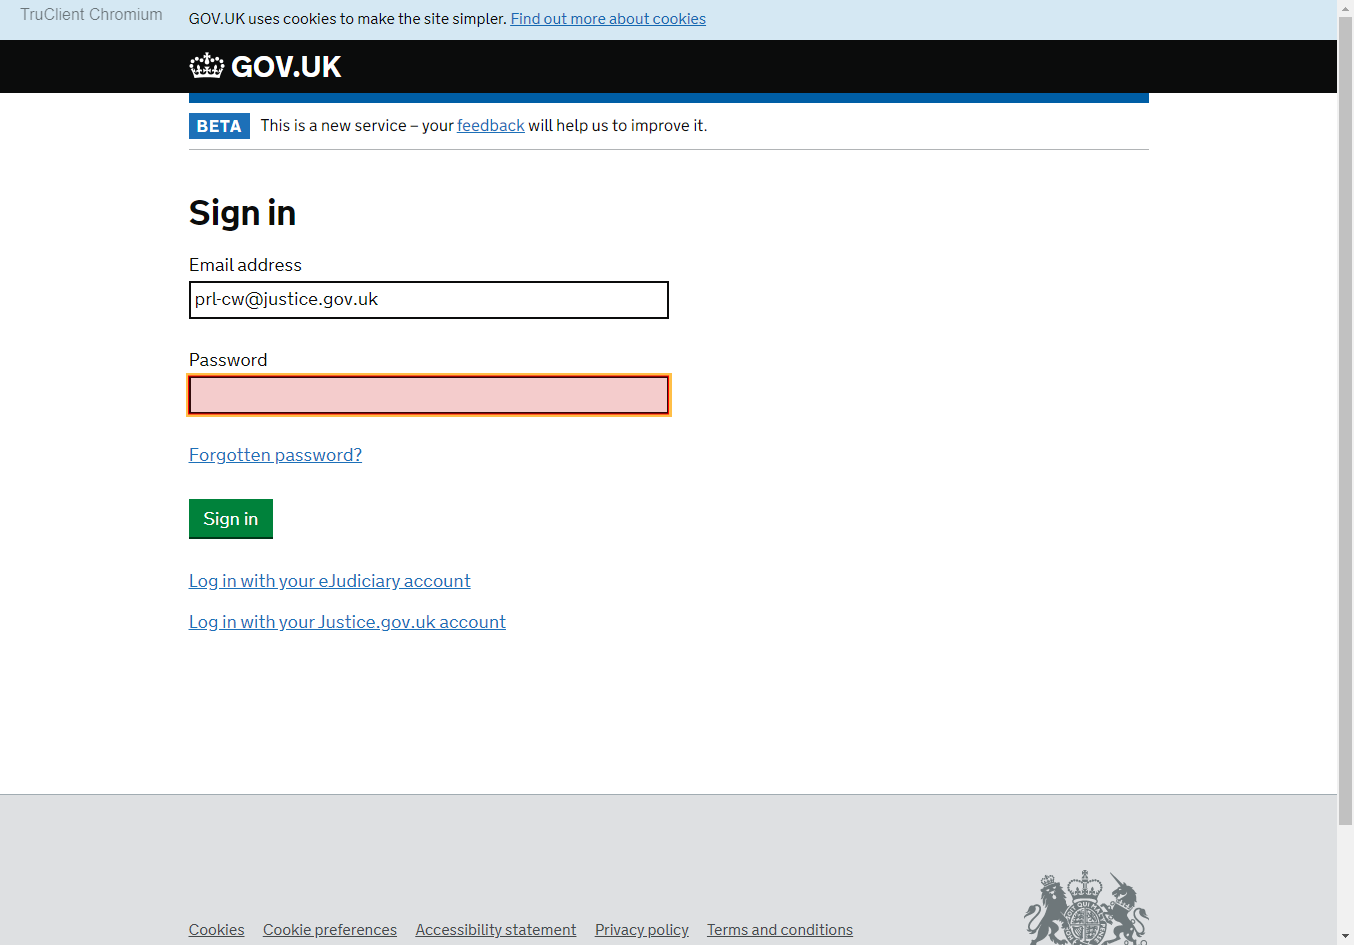 TruClient Chromium
GOV.UK uses cookies to make the site simpler. Find out more about cookies
GOV.UK
BETA This is a new service – your feedback will help us to improve it.
Sign in
Email address
prl-cw@justice.gov.uk
Password
Forgotten password?
Sign in
Log in with your eJudiciary account
Log in with your Justice.gov.uk account
Cookies Cookie preferences Accessibility statement Privacy policy Terms and conditions